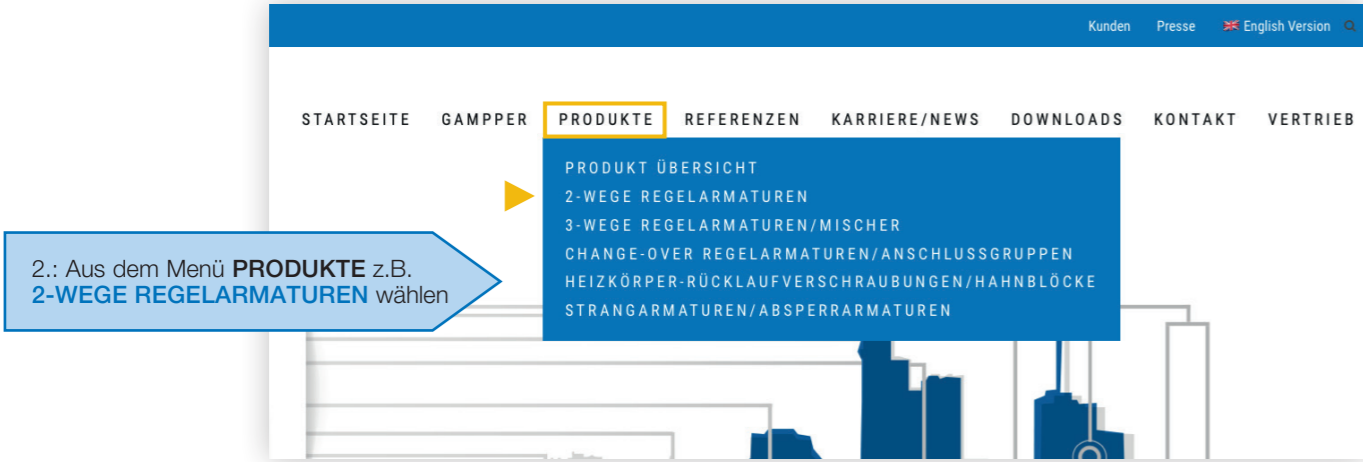 Kunden Presse English Version
STARTSEITE GAMPPER PRODUKTE REFERENZEN KARRIERE/NEWS DOWNLOADS KONTAKT VERTRIEB
PRODUKT ÜBERSICHT
2-WEGE REGELARMATUREN
3-WEGE REGELARMATUREN/MISCHER
CHANGE-OVER REGELARMATUREN/ANSCHLUSSGRUPPEN
HEIZKÖRPER-RÜCKLAUFVERSCHRAUBUNGEN/HAHNBLÖCKE
STRANGARMATUREN/ABSPERRARMATUREN
2.: Aus dem Menü PRODUKTE z.B.
2-WEGE REGELARMATUREN wählen